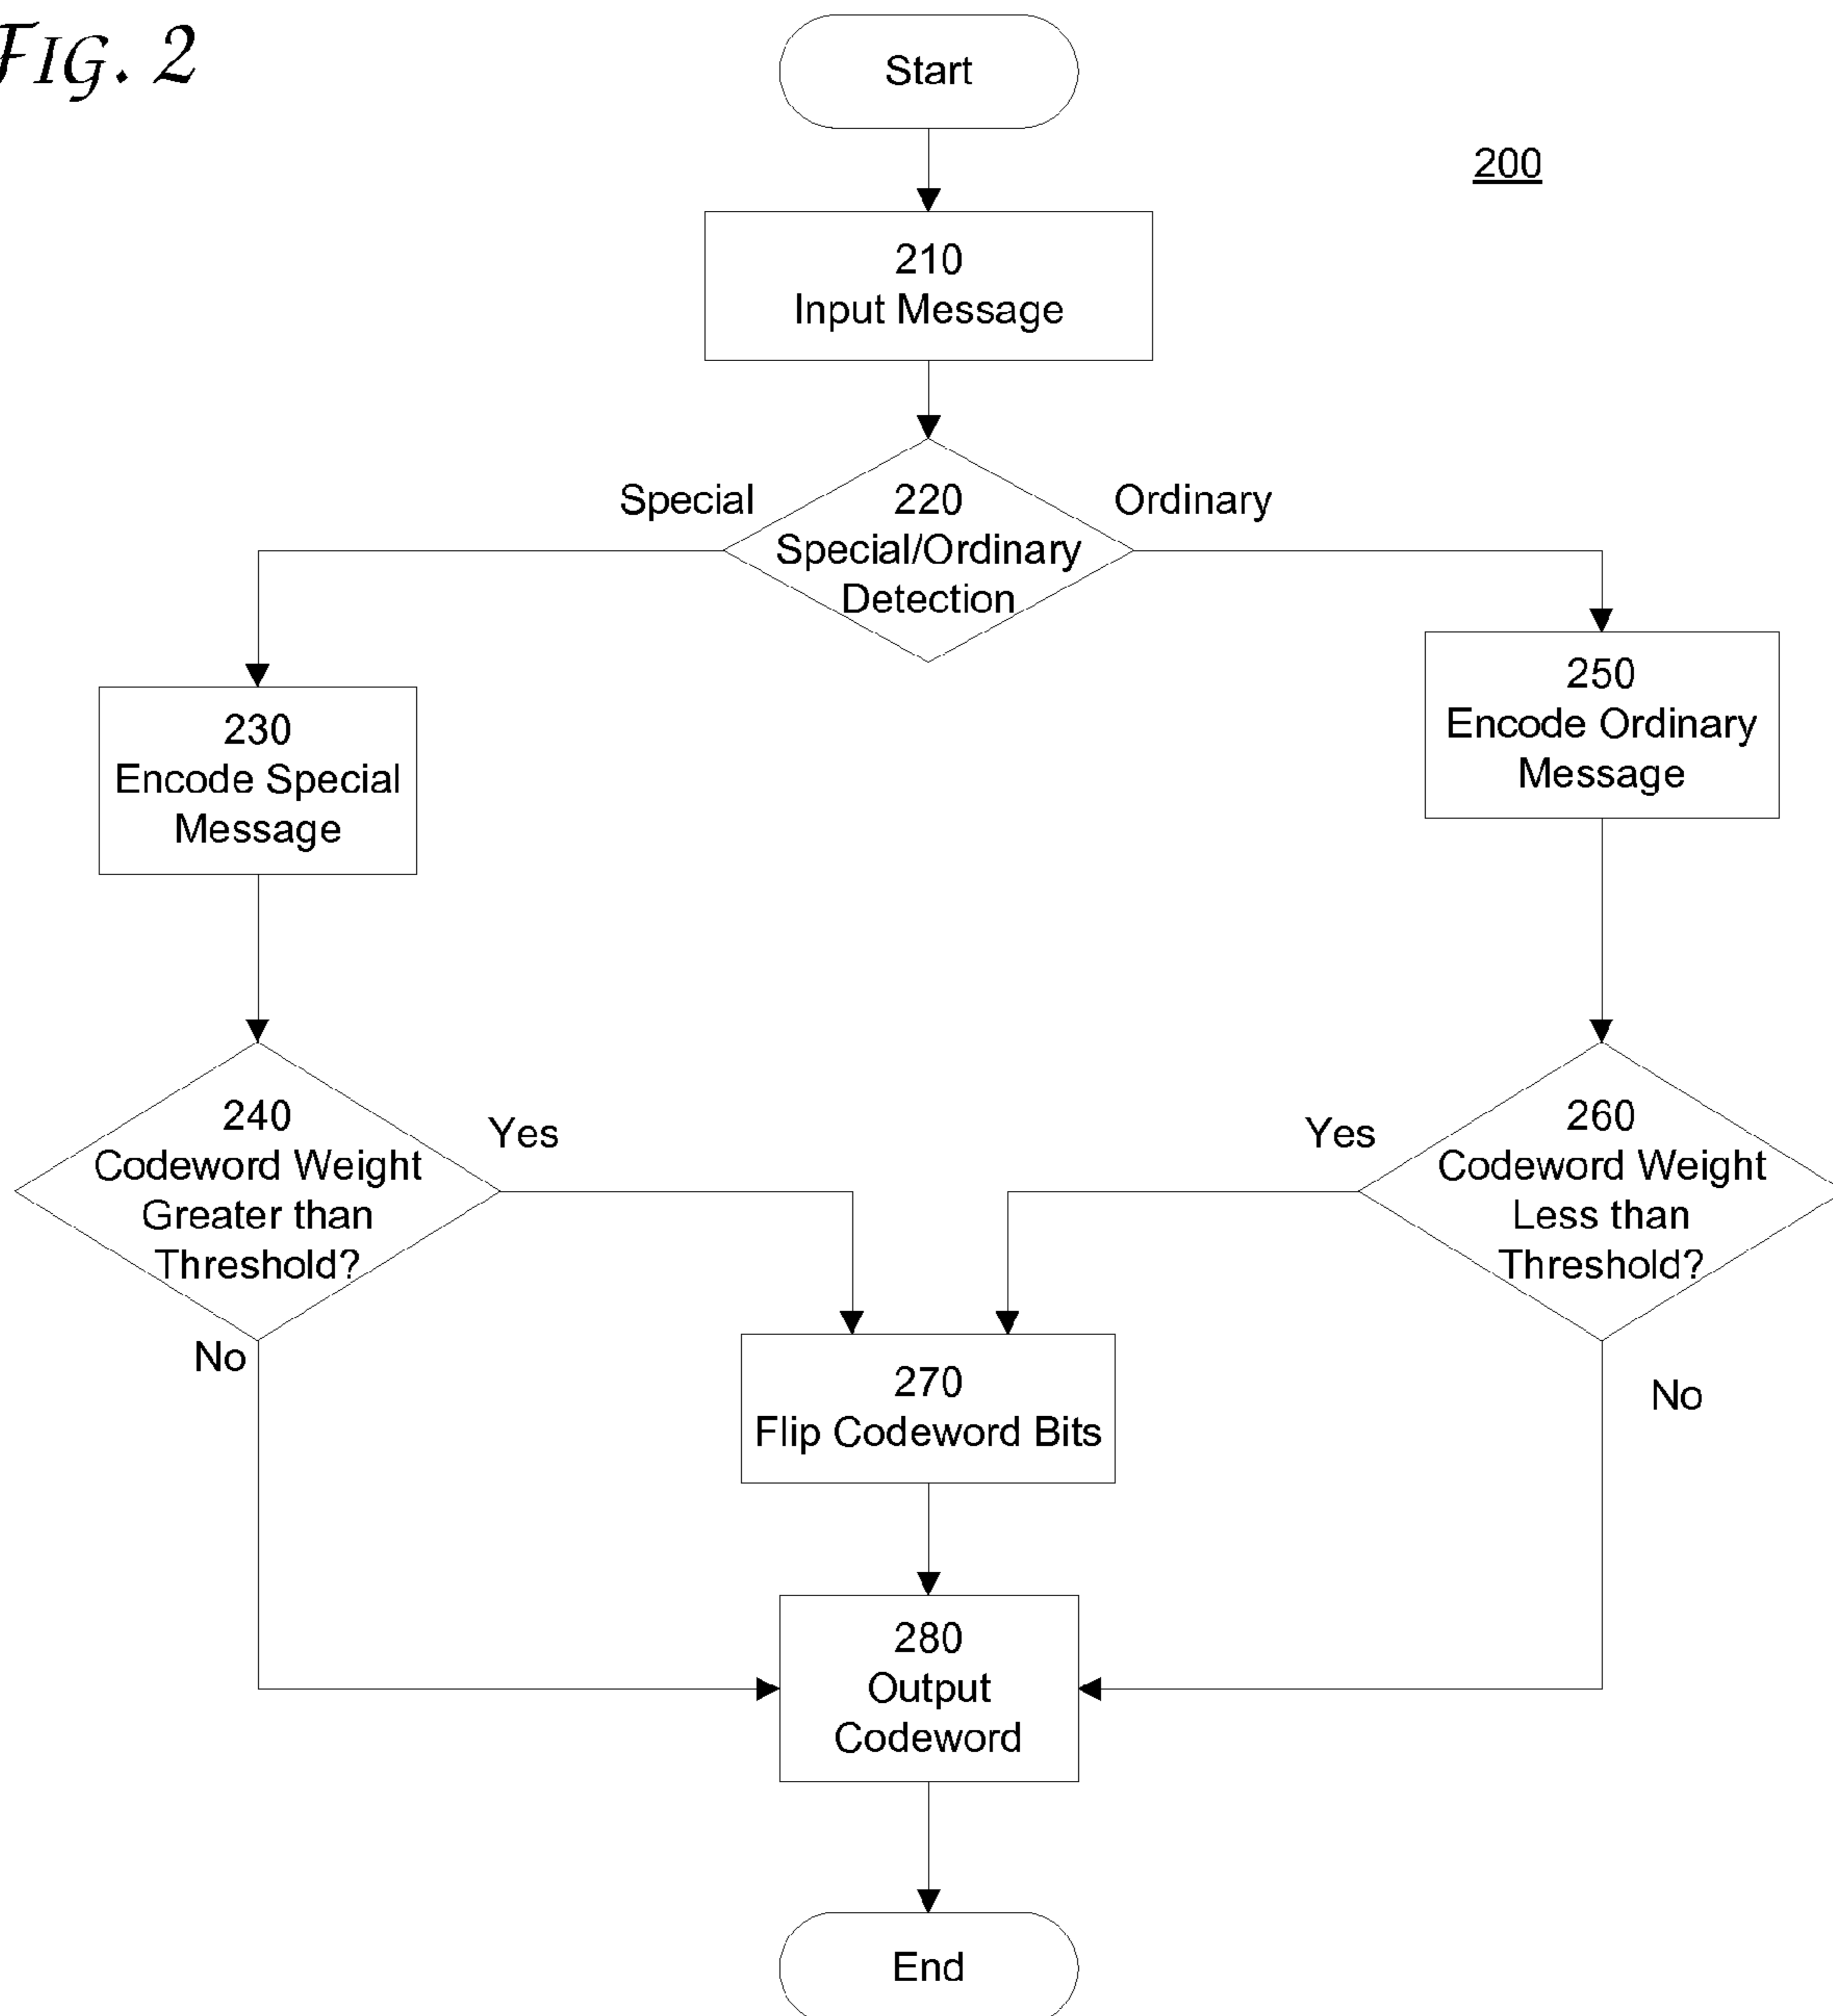 FIG. 2
Start
200
210
Input Message
Special
220
Special/Ordinary
Detection
Ordinary
230
Encode Special
Message
250
Encode Ordinary
Message
240
Codeword Weight
Greater than
Threshold?
Yes
No
Yes
260
Codeword Weight
Less than
Threshold?
No
270
Flip Codeword Bits
280
Output
Codeword
End